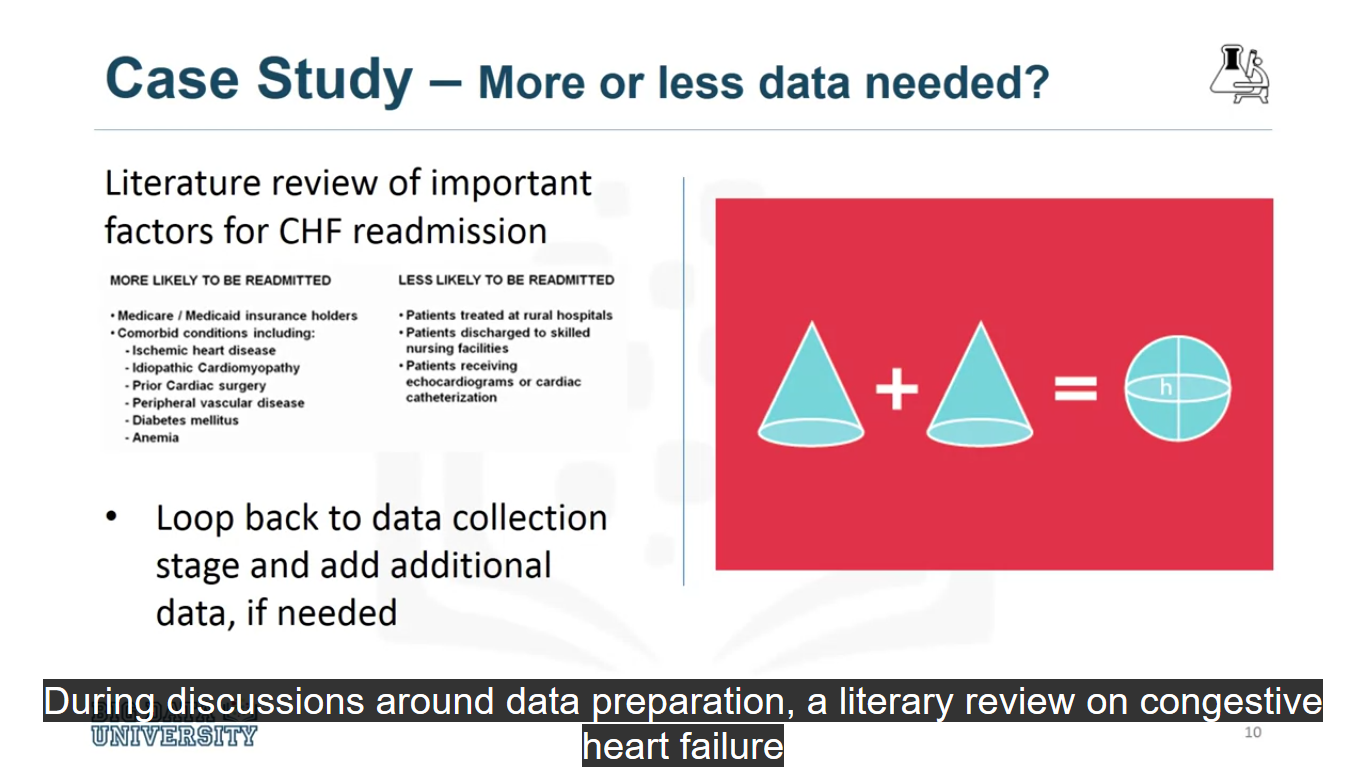 Case Study – More or less data needed?
Literature review of important
factors for CHF readmission
MORE LIKELY TO BE READMITTED
• Medicare / Medicaid insurance holders
• Comorbid conditions including:
- Ischemic heart disease
- Idiopathic Cardiomyopathy
- Prior Cardiac surgery
- Peripheral vascular disease
- Diabetes mellitus
- Anemia
LESS LIKELY TO BE READMITTED
• Patients treated at rural hospitals
• Patients discharged to skilled
nursing facilities
• Patients receiving
echocardiograms or cardiac
catheterization
• Loop back to data collection
stage and add additional
data, if needed
+ =
h
During discussions around data preparation, a literary review on congestive
heart failure
UNIVERSITY
10